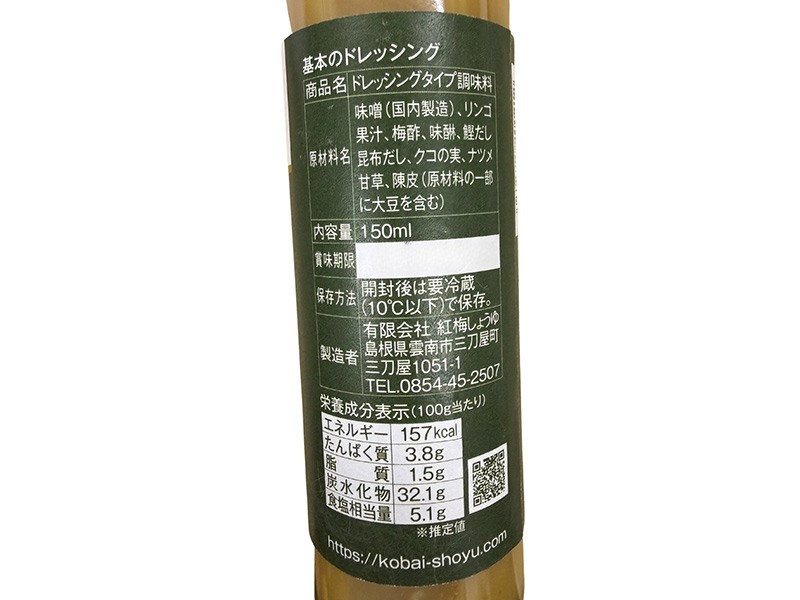 基本のドレッシング
商品名 ドレッシングタイプ調味料
原材料名 味噌（国内製造）、リンゴ
果汁、梅酢、味醂、鰹だし
昆布だし、クコの実、ナツメ
甘草、陳皮（原材料の一部
に大豆を含む）
内容量 150ml
賞味期限
保存方法 開封後は要冷蔵
(10℃以下)で保存。
製造者 有限会社 紅梅しょうゆ
島根県雲南市三刀屋町
三刀屋1051-1
TEL.0854-45-2507
栄養成分表示(100g当たり)
エネルギー 157kcal
たんぱく質 3.8g
脂質 1.5g
炭水化物 32.1g
食塩相当量 5.1g
※推定値
https://kobai-shoyu.com